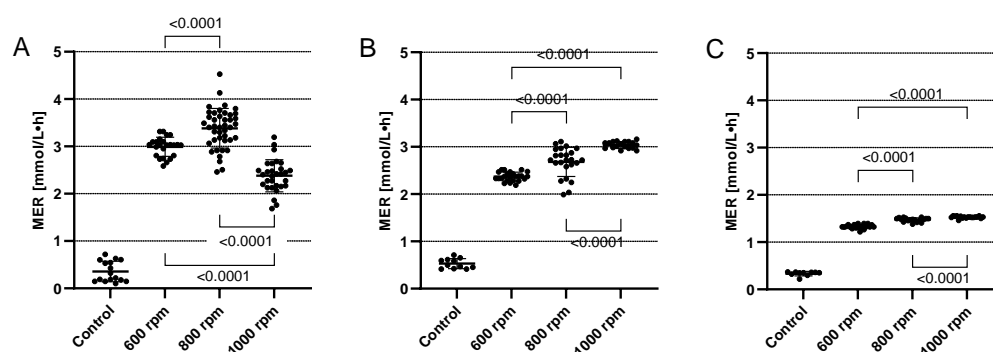 A
<0.0001
MER [mmol/L•h]
5
4
3
2
1
0
<0.0001
<0.0001
Control
600 rpm
800 rpm
1000 rpm
B
<0.0001
<0.0001
MER [mmol/L•h]
5
4
3
2
1
0
<0.0001
Control
600 rpm
800 rpm
1000 rpm
C
<0.0001
<0.0001
MER [mmol/L•h]
5
4
3
2
1
0
<0.0001
Control
600 rpm
800 rpm
1000 rpm